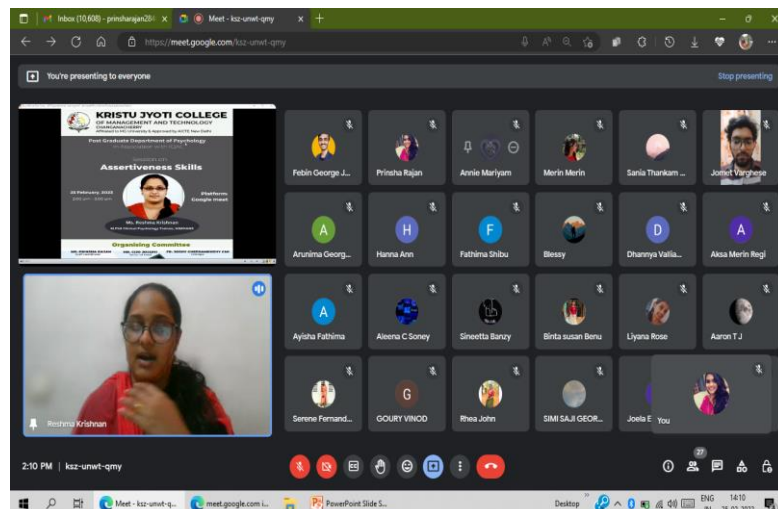 Inbox (10,608) - prinsharajan284
Meet - ksz-unwt-qmy
https://meet.google.com/ksz-unwt-qmy
You're presenting to everyone
Stop presenting
KRISTU JYOTI COLLEGE
OF MANAGEMENT AND TECHNOLOGY
CHANGANACHERRY
Post Graduate Department of Psychology
Assertiveness Skills
Platform
Google meet
Ms. Reshma Krishnan
Organising Committee
Febin George J...
Prinsha Rajan
Annie Mariyam
Merin Merin
Sania Thankam ...
Jomet Varghese
A
H
F
D
A
Arunima Georg...
Hanna Ann
Fathima Shibu
Blessy
Dhannya Vallia...
Aksa Merin Regi
A
Ayisha Fathima
Aleena C Soney
Sineetta Banzy
Binta susan Benu
Liyana Rose
Aaron T J
G
Reshma Krishnan
Serene Fernand...
GOURY VINOD
Rhea John
SIMI SAJI GEOR...
Joela E
You
2:10 PM | ksz-unwt-qmy
27
Meet - ksz-unwt-q...
meet.google.com i...
PowerPoint Slide S...
Desktop
ENG
14:10